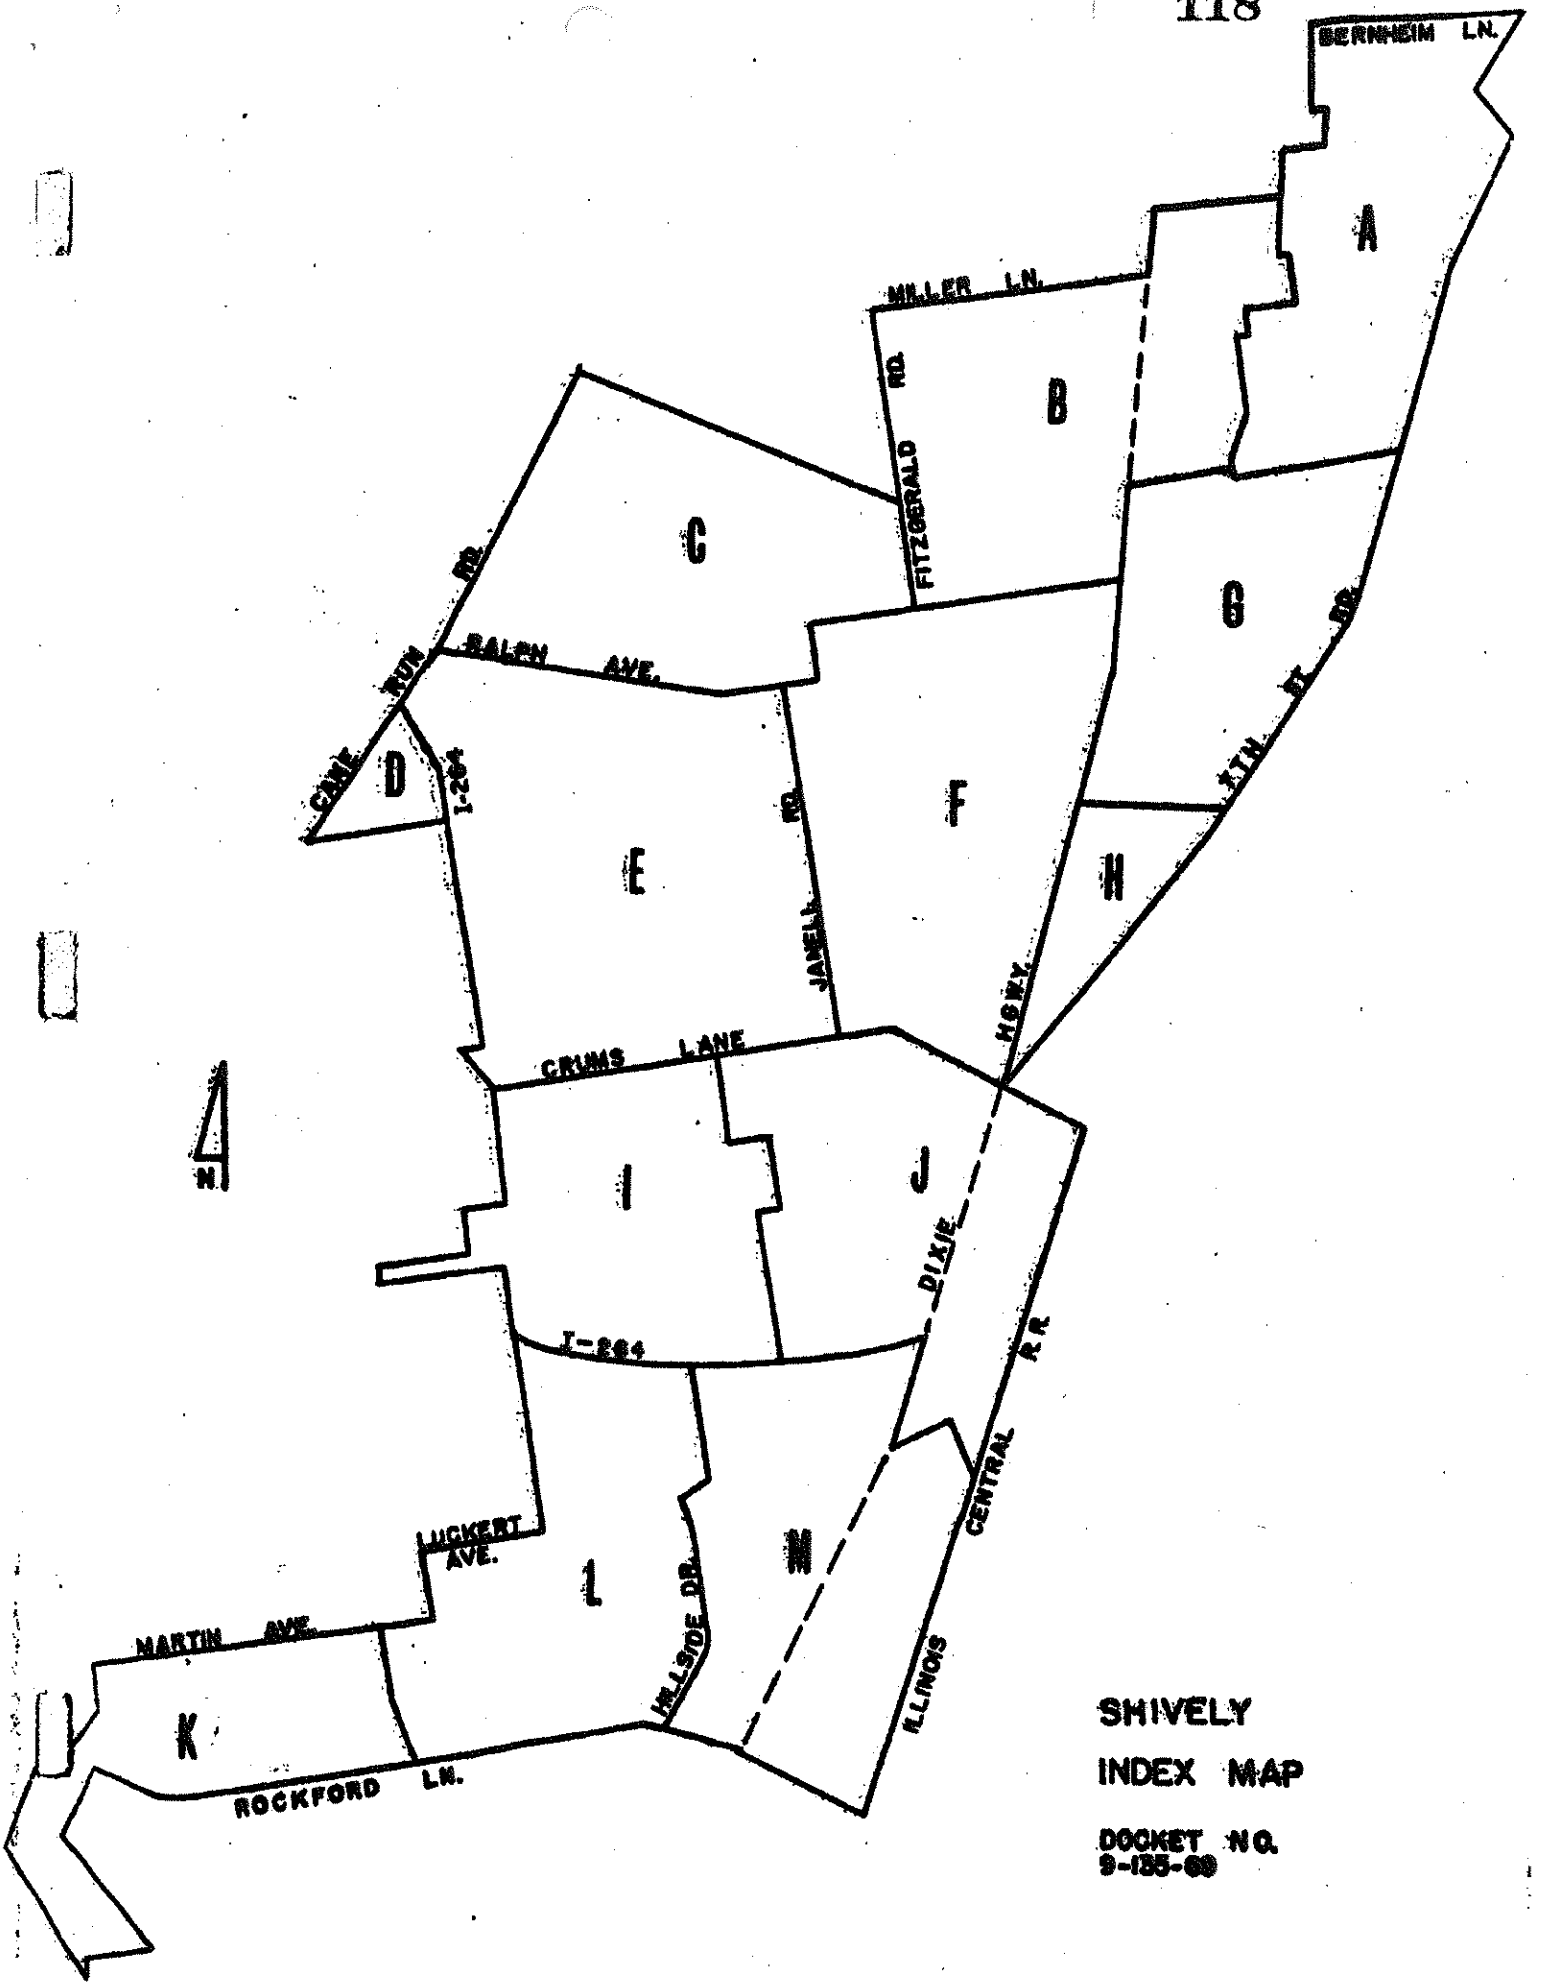 118
BERNHEIM LN.
A
MILLER LN.
RD.
B
FITZGERALD
C
RD.
G
RD.
RALPH AVE.
RUN
ST.
7TH
CANE
D
I-264
RD.
F
E
H
JANELL
HGWY.
CRUMS LANE
N
I
J
DIXIE
I-264
RR
CENTRAL
LUCKERT
AVE.
M
L
HILLSIDE DR.
MARTIN AVE.
ILLINOIS
K
ROCKFORD LN.
SHIVELY
INDEX MAP
DOCKET NO.
9-135-69